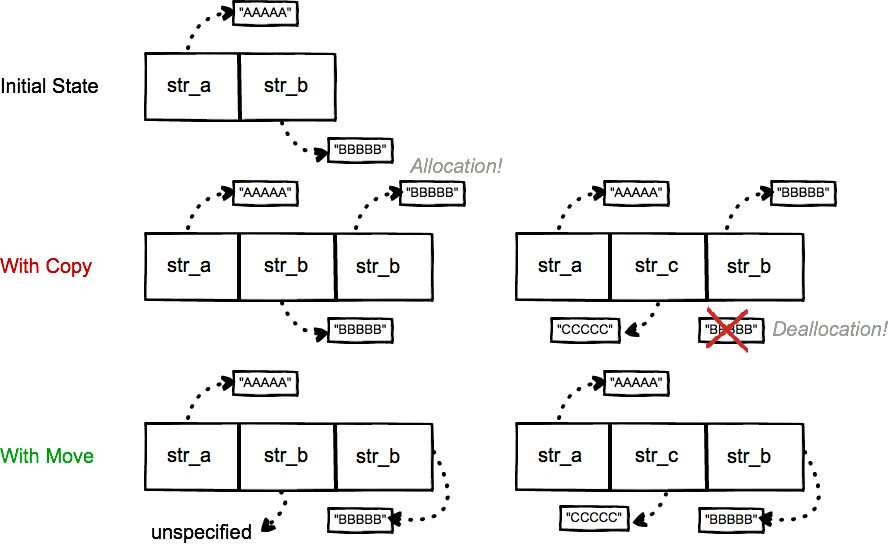 "AAAAA"
Initial State
str_a
str_b
"BBBBB"
Allocation!
"AAAAA"
"BBBBB"
"AAAAA"
"BBBBB"
With Copy
str_a
str_b
str_b
str_a
str_c
str_b
"BBBBB"
"CCCCC"
"BBBBB"
Deallocation!
"AAAAA"
"AAAAA"
With Move
str_a
str_b
str_b
str_a
str_c
str_b
unspecified
"BBBBB"
"CCCCC"
"BBBBB"